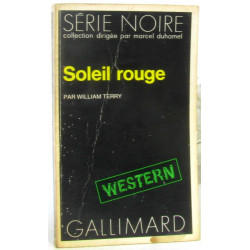 SÉRIE NOIRE
collection dirigée par marcel duhamel
Soleil rouge
PAR WILLIAM TERRY
WESTERN
GALLIMARD